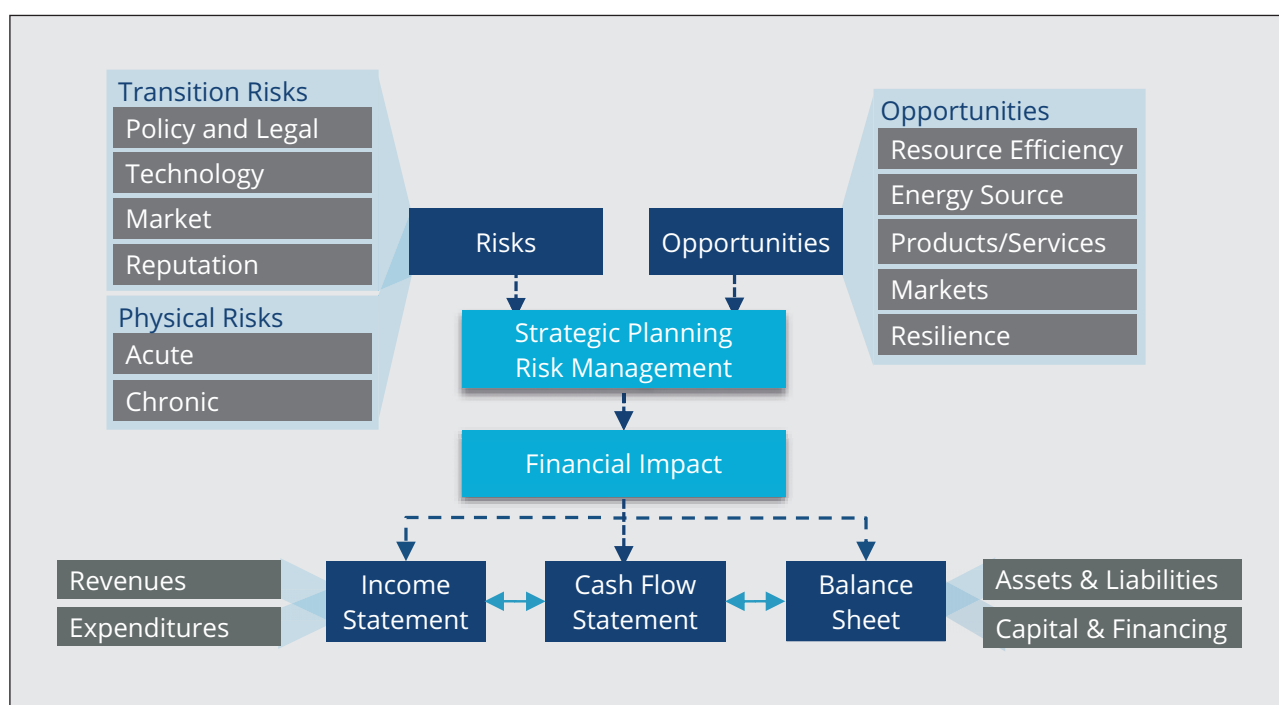 Transition Risks
Policy and Legal
Technology
Market
Reputation
Physical Risks
Acute
Chronic
Risks
Opportunities
Opportunities
Resource Efficiency
Energy Source
Products/Services
Markets
Resilience
Strategic Planning
Risk Management
Financial Impact
Revenues
Expenditures
Income
Statement
Cash Flow
Statement
Balance
Sheet
Assets & Liabilities
Capital & Financing